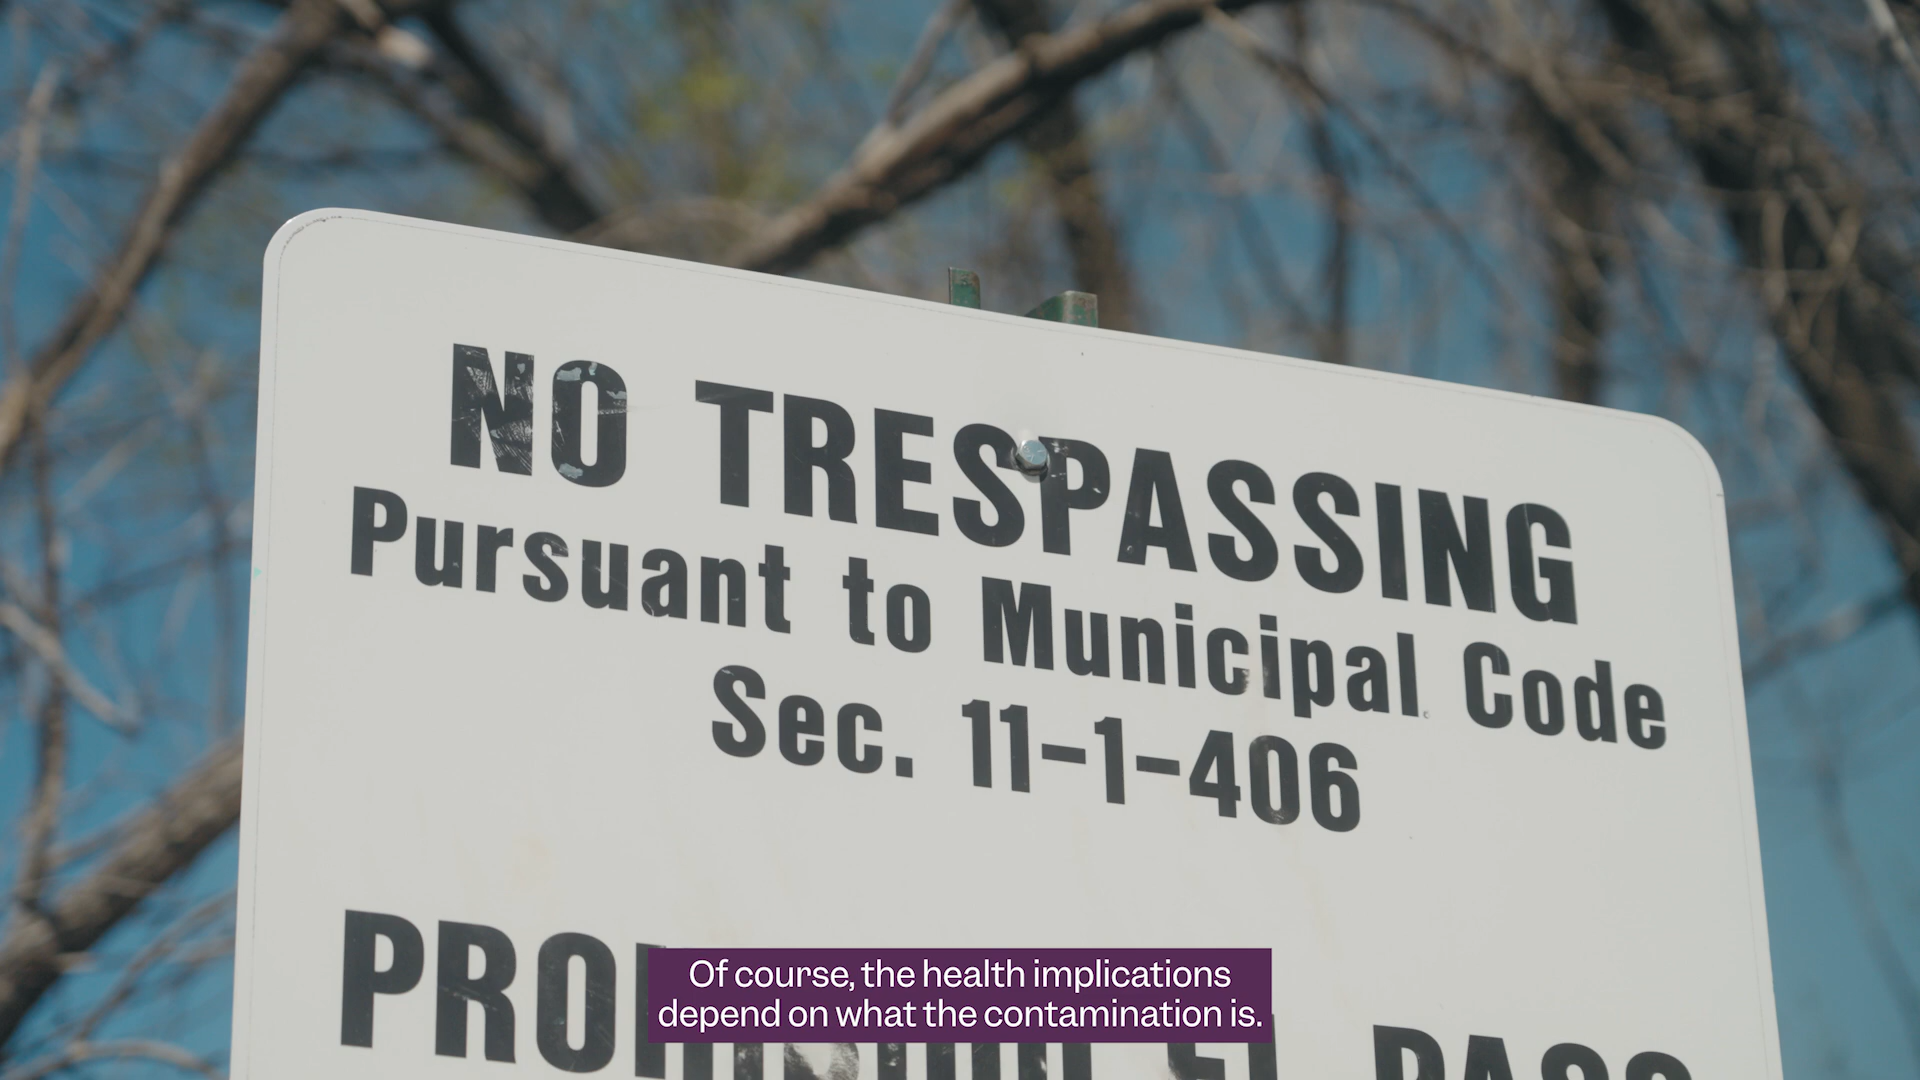 NO TRESPASSING
Pursuant to Municipal Code
Sec. 11-1-406
Of course, the health implications
depend on what the contamination is.